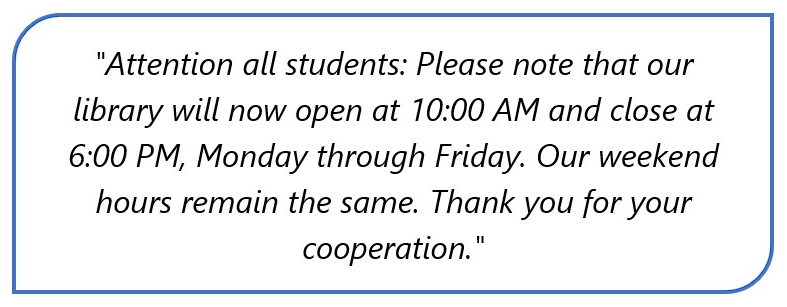 "Attention all students: Please note that our
library will now open at 10:00 AM and close at
6:00 PM, Monday through Friday. Our weekend
hours remain the same. Thank you for your
cooperation."